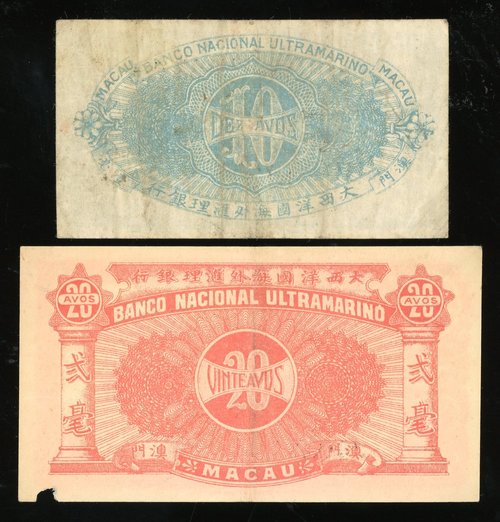 MACAU BANCO NACIONAL ULTRAMARINO MACAU
10
DEZ AVOS
澳門 大西洋國海外滙理銀行
大西洋國海外滙理銀行
20 AVOS
BANCO NACIONAL ULTRAMARINO
20 AVOS
20
VINTE AVOS
貳毫
貳毫
澳門
MACAU
澳門